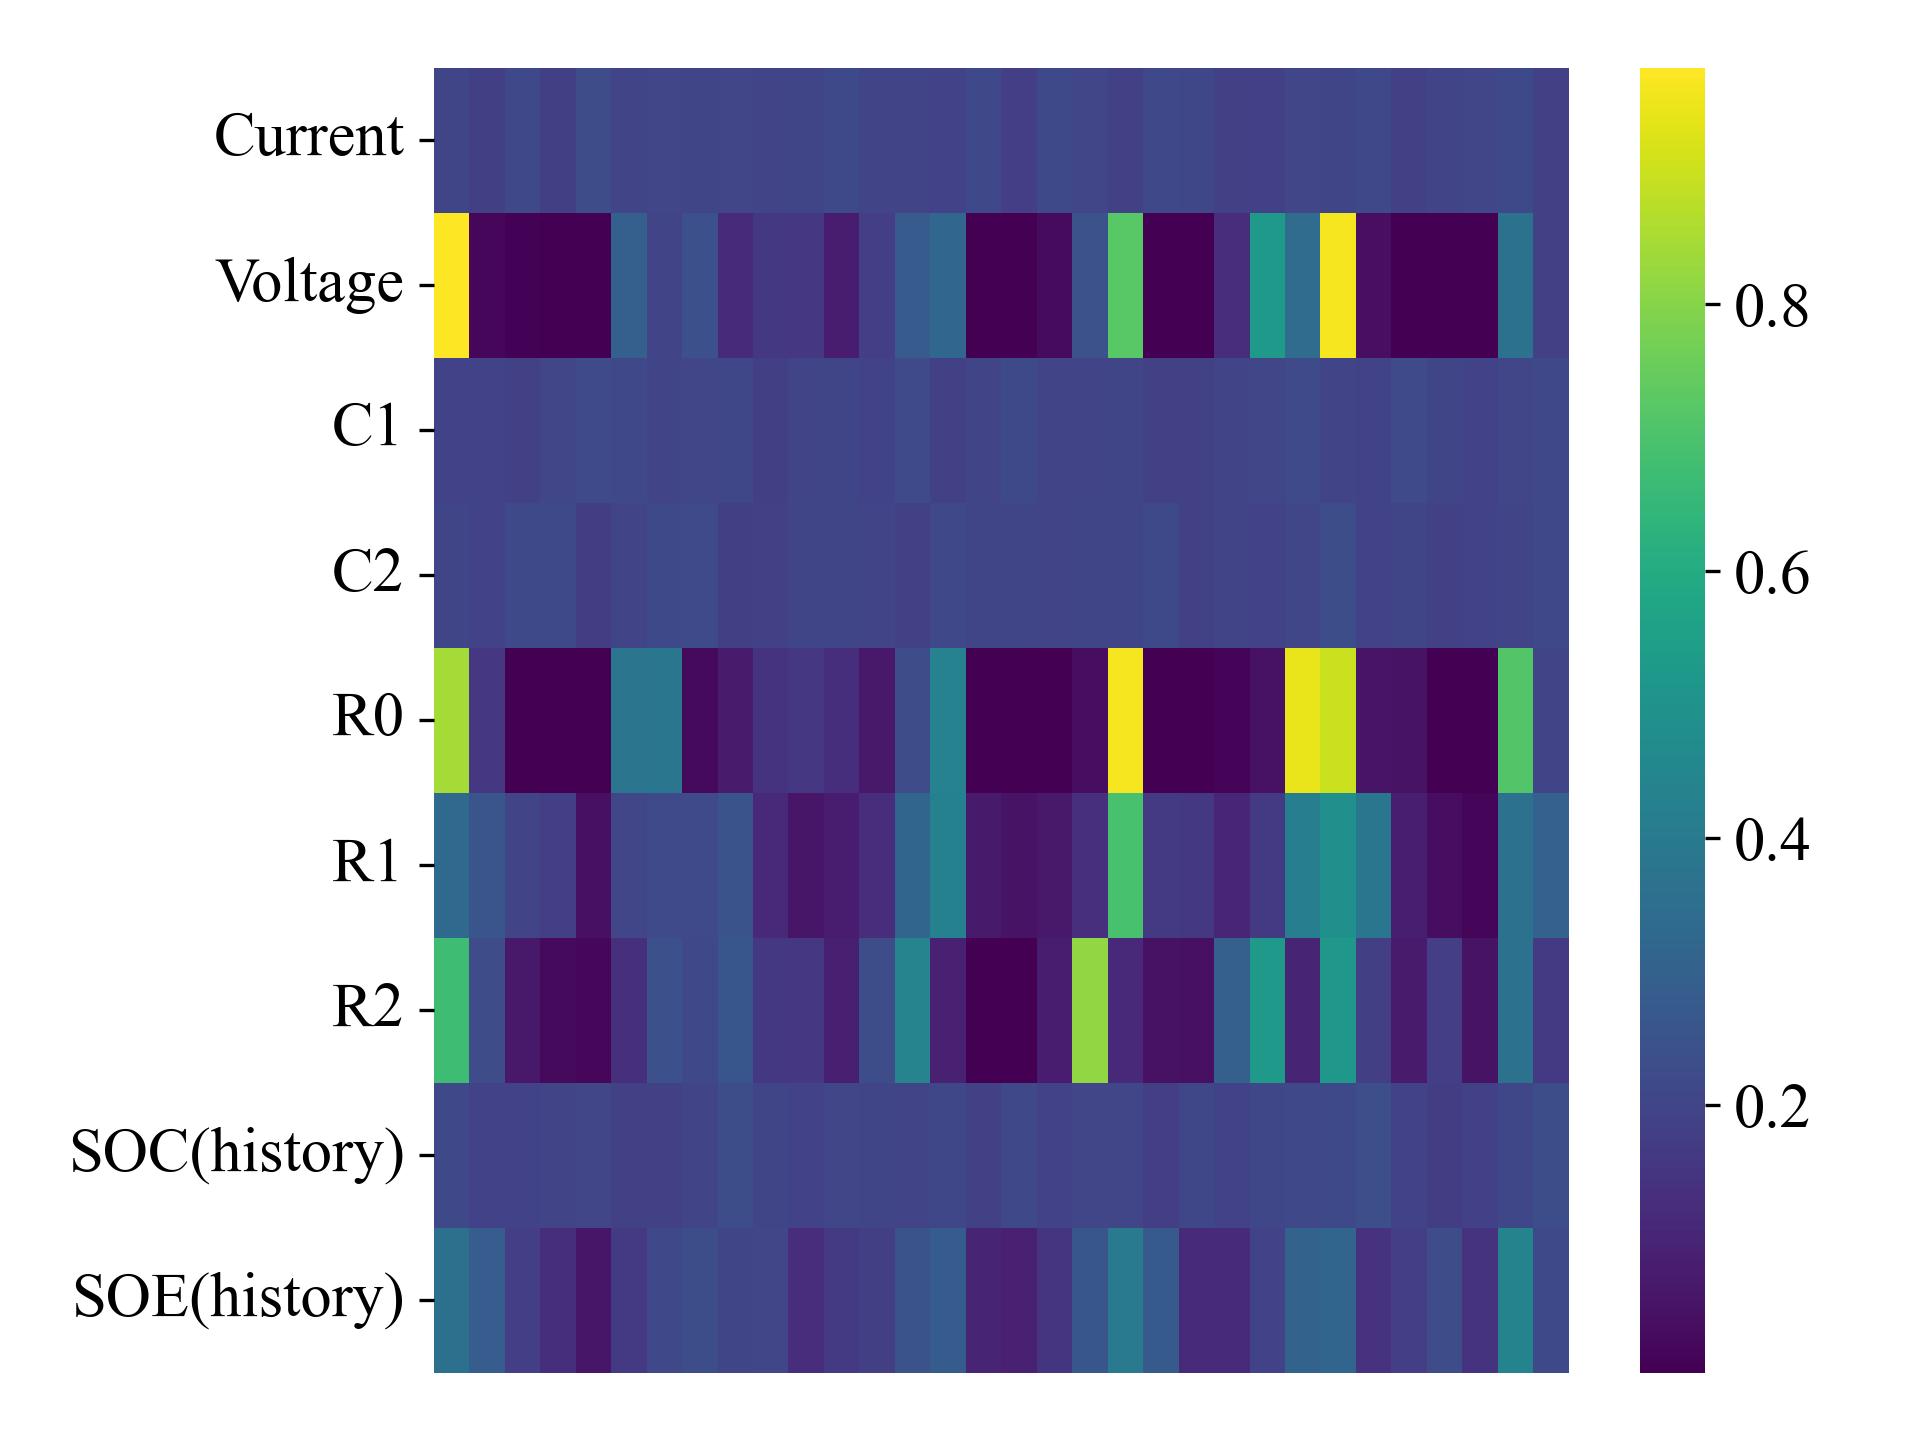 Current
Voltage
C1
C2
R0
R1
R2
SOC(history)
SOE(history)
0.8
0.6
0.4
0.2